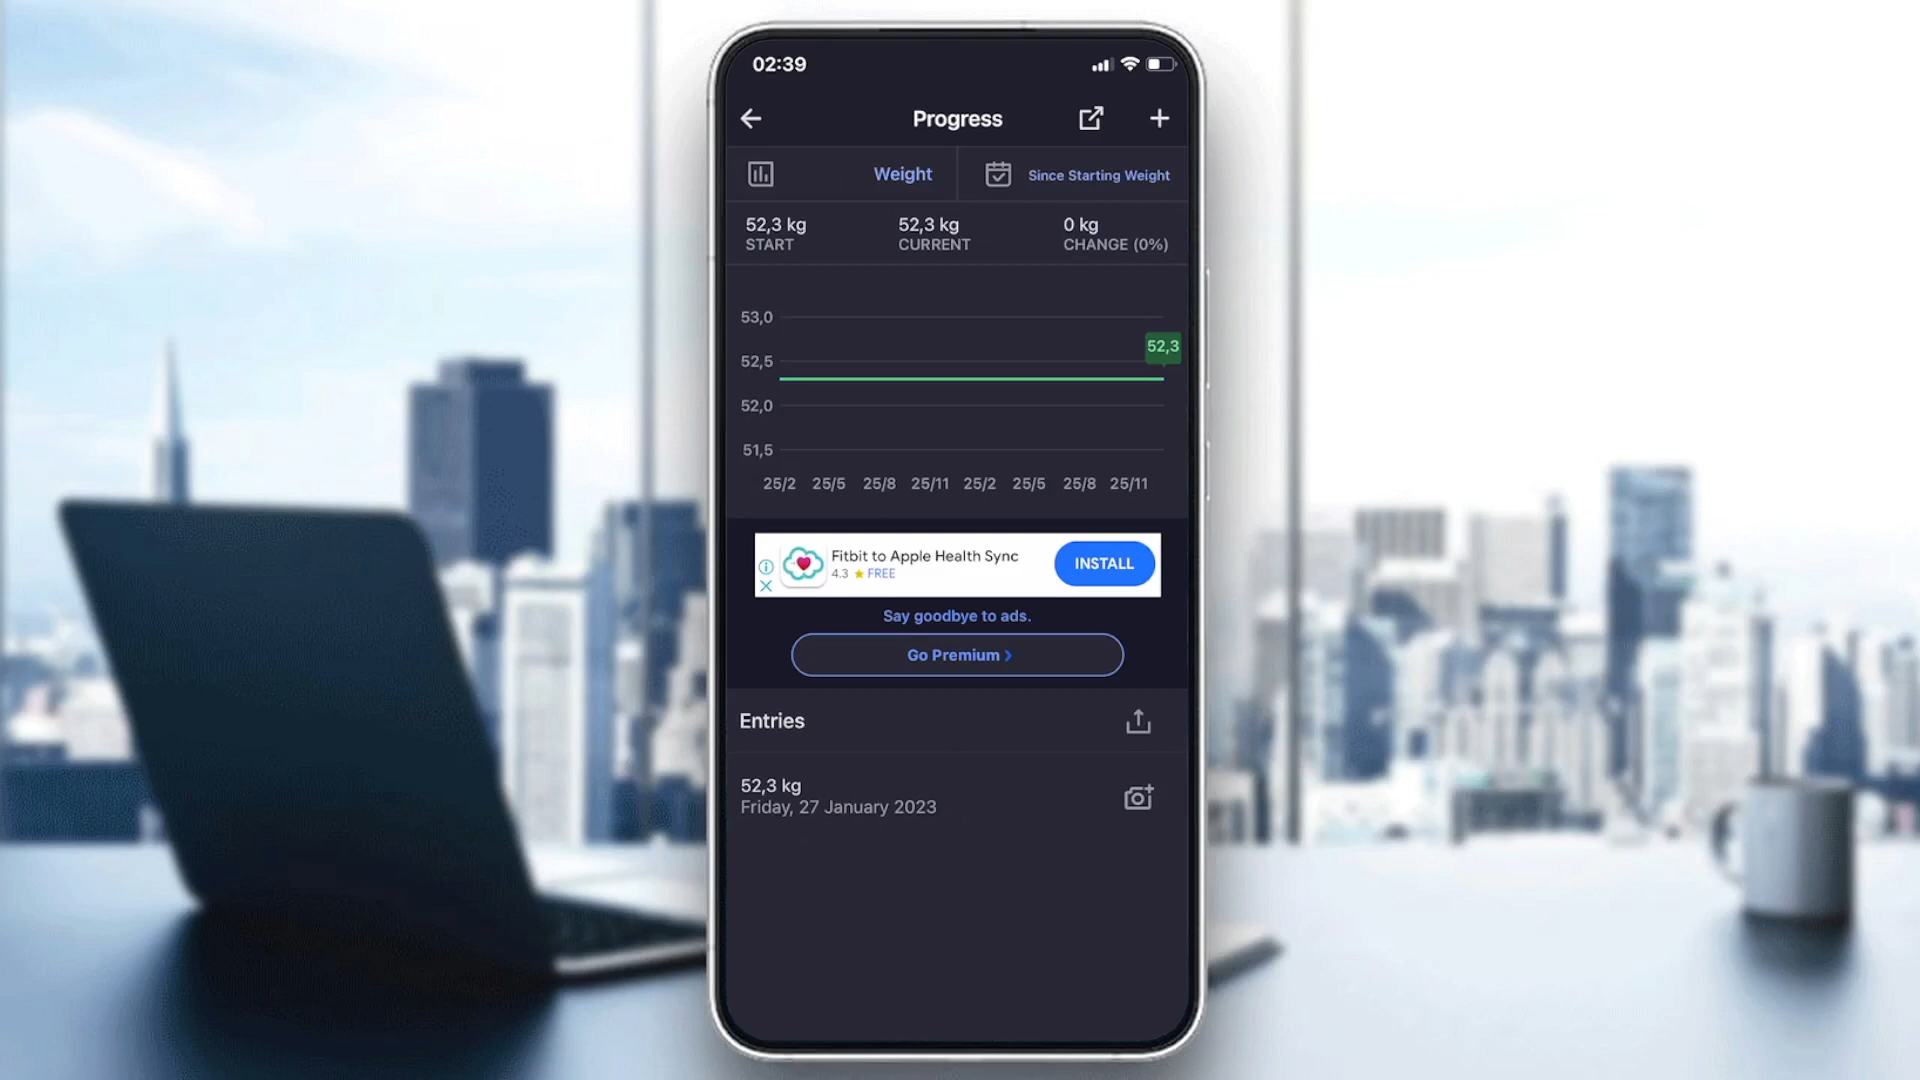 02:39
Progress
Weight
Since Starting Weight
52,3 kg
START
52,3 kg
CURRENT
0 kg
CHANGE (0%)
53,0
52,3
52,5
52,0
51,5
25/2 25/5 25/8 25/11 25/2 25/5 25/8 25/11
Fitbit to Apple Health Sync
4.3 ★ FREE
INSTALL
Say goodbye to ads.
Go Premium >
Entries
52,3 kg
Friday, 27 January 2023